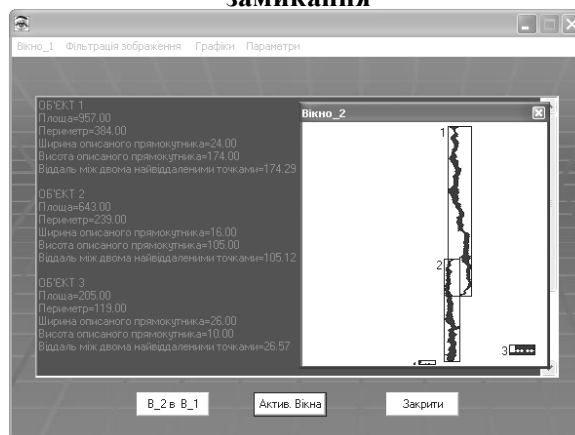 замикання
Вікно_1 Фільтрація зображення Графіки Параметри
ОБ'ЄКТ 1
Площа=957.00
Периметр=384.00
Ширина описаного прямокутника=24.00
Висота описаного прямокутника=174.00
Віддаль між двома найвіддаленими точками=174.29
ОБ'ЄКТ 2
Площа=643.00
Периметр=239.00
Ширина описаного прямокутника=16.00
Висота описаного прямокутника=105.00
Віддаль між двома найвіддаленими точками=105.12
ОБ'ЄКТ 3
Площа=205.00
Периметр=119.00
Ширина описаного прямокутника=26.00
Висота описаного прямокутника=10.00
Віддаль між двома найвіддаленими точками=26.57
Вікно_2
1
2
3
В_2 в В_1 Актив. Вікна Закрити